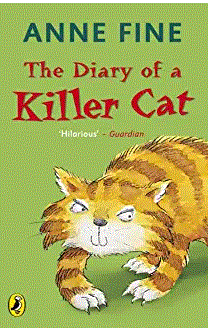 ANNE FINE
The Diary of a
Killer Cat
‘Hilarious’ – Guardian